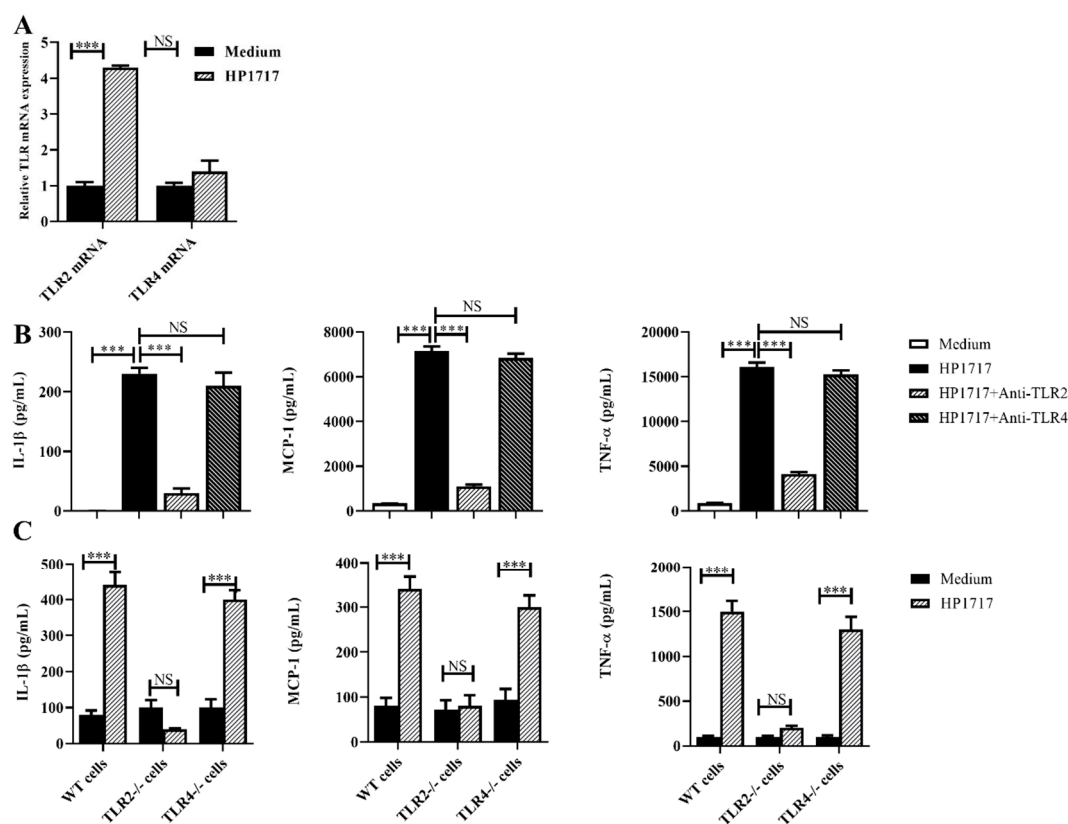 A
Relative TLR mRNA expression
5
4
3
2
1
0
***
NS
Medium
HP1717
TLR2 mRNA
TLR4 mRNA
B
IL-1β (pg/mL)
300
200
100
0
***
***
NS
MCP-1 (pg/mL)
8000
6000
4000
2000
0
***
***
NS
TNF-α (pg/mL)
20000
15000
10000
5000
0
***
***
NS
Medium
HP1717
HP1717+Anti-TLR2
HP1717+Anti-TLR4
C
IL-1β (pg/mL)
500
400
300
200
100
0
***
NS
***
WT cells
TLR2-/- cells
TLR4-/- cells
MCP-1 (pg/mL)
400
300
200
100
0
***
NS
***
WT cells
TLR2-/- cells
TLR4-/- cells
TNF-α (pg/mL)
2000
1500
1000
500
0
***
NS
***
WT cells
TLR2-/- cells
TLR4-/- cells
Medium
HP1717